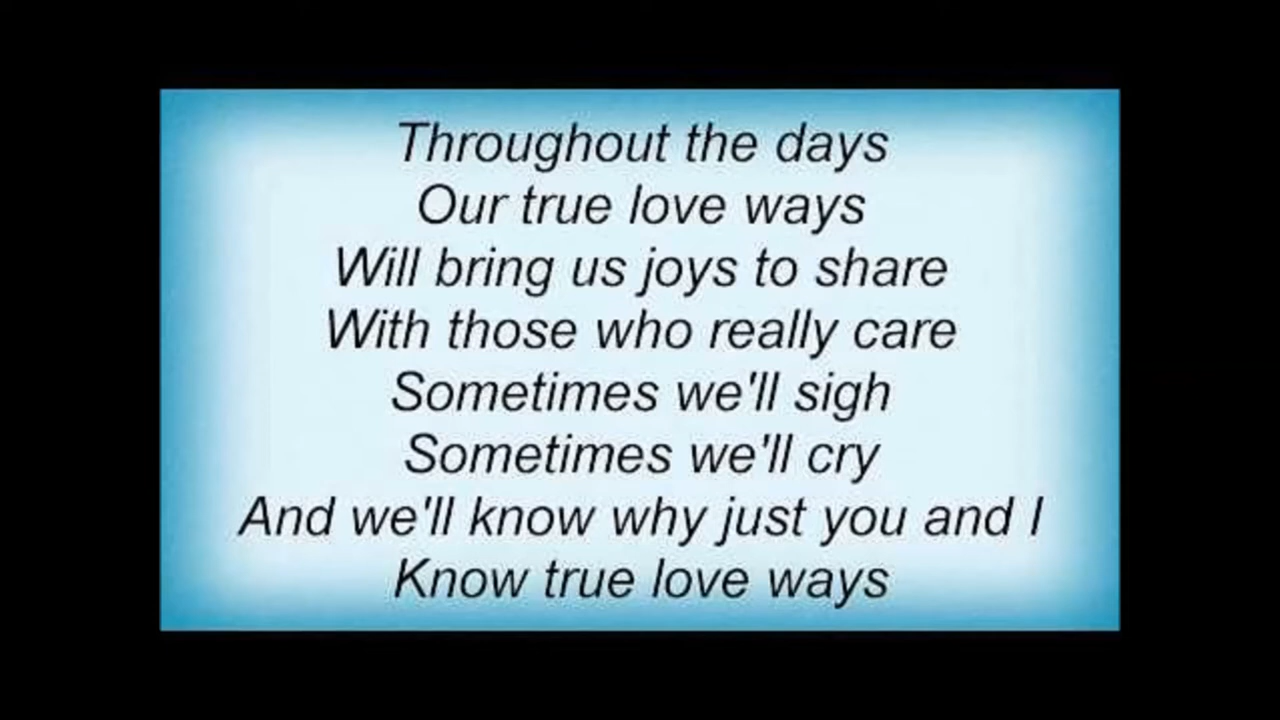 Throughout the days
Our true love ways
Will bring us joys to share
With those who really care
Sometimes we'll sigh
Sometimes we'll cry
And we'll know why just you and I
Know true love ways